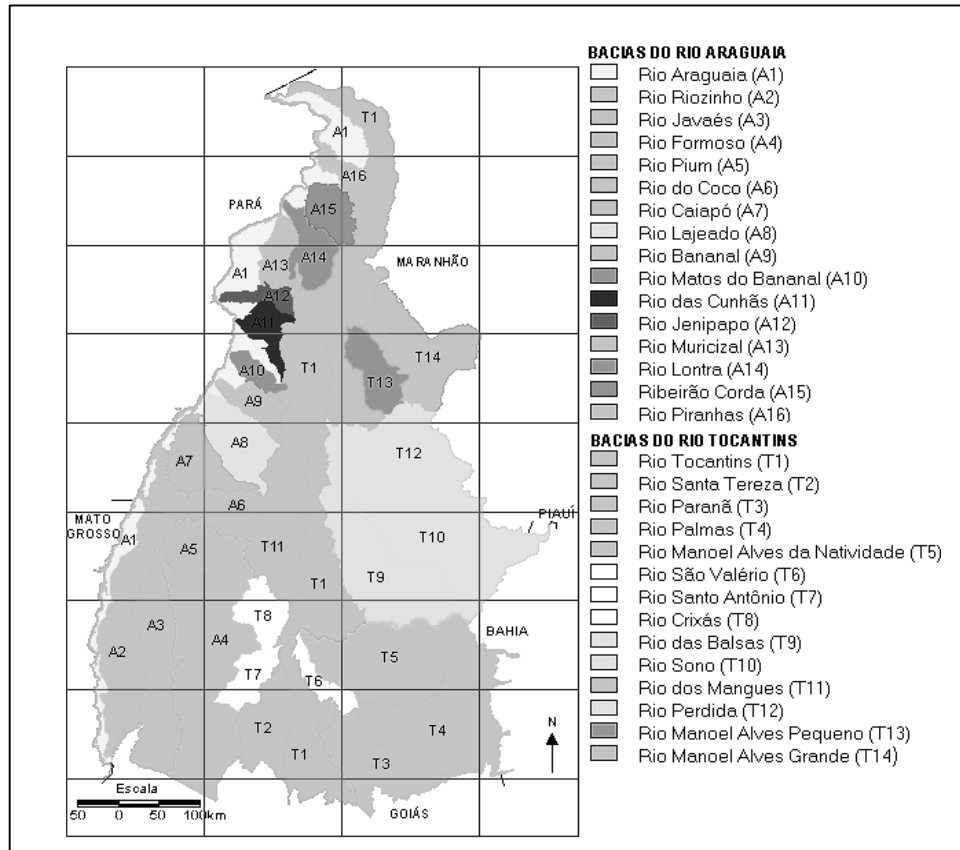 BACIAS DO RIO ARAGUAIA
Rio Araguaia (A1)
Rio Riozinho (A2)
Rio Javaés (A3)
Rio Formoso (A4)
Rio Pium (A5)
Rio do Coco (A6)
Rio Caiapó (A7)
Rio Lajeado (A8)
Rio Bananal (A9)
Rio Matos do Bananal (A10)
Rio das Cunhãs (A11)
Rio Jenipapo (A12)
Rio Muricizal (A13)
Rio Lontra (A14)
Ribeirão Corda (A15)
Rio Piranhas (A16)
BACIAS DO RIO TOCANTINS
Rio Tocantins (T1)
Rio Santa Tereza (T2)
Rio Paranã (T3)
Rio Palmas (T4)
Rio Manoel Alves da Natividade (T5)
Rio São Valério (T6)
Rio Santo Antônio (T7)
Rio Crixás (T8)
Rio das Balsas (T9)
Rio Sono (T10)
Rio dos Mangues (T11)
Rio Perdida (T12)
Rio Manoel Alves Pequeno (T13)
Rio Manoel Alves Grande (T14)
T1
A1
A16
PARÁ
A15
A14
MARANHÃO
A13
A1
A12
A11
T14
A10
T1
T13
A9
A8
T12
A7
A6
PIAUÍ
MATO
GROSSO
A1
A5
T11
T10
T9
T1
T8
BAHIA
A3
A4
A2
T5
T7
T6
T2
T4
T1
T3
N
Escala
50 0 50 100km
GOIÁS